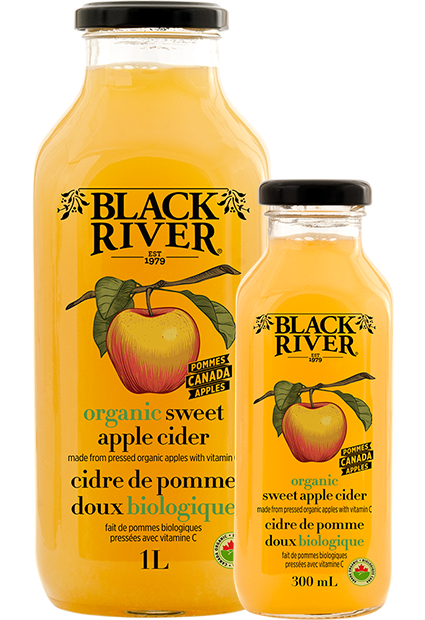 BLACK
RIVER®
EST
1979
POMMES
CANADA
APPLES
organic sweet
apple cider
made from pressed organic apples with vitamin
cidre de pomme
doux biologique
fait de pommes biologiques
pressées avec vitamine C
1L
BLACK
RIVER®
EST
1979
POMMES
CANADA
APPLES
organic
sweet apple cider
made from pressed organic apples with vitamin C
cidre de pomme
doux biologique
fait de pommes biologiques
pressées avec vitamine C
300 mL